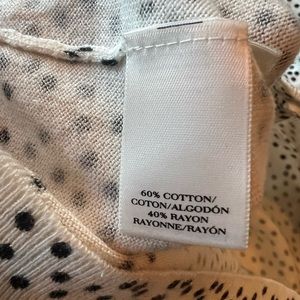 60% COTTON/
COTON/ALGODÓN
40% RAYON
RAYONNE/RAYÓN